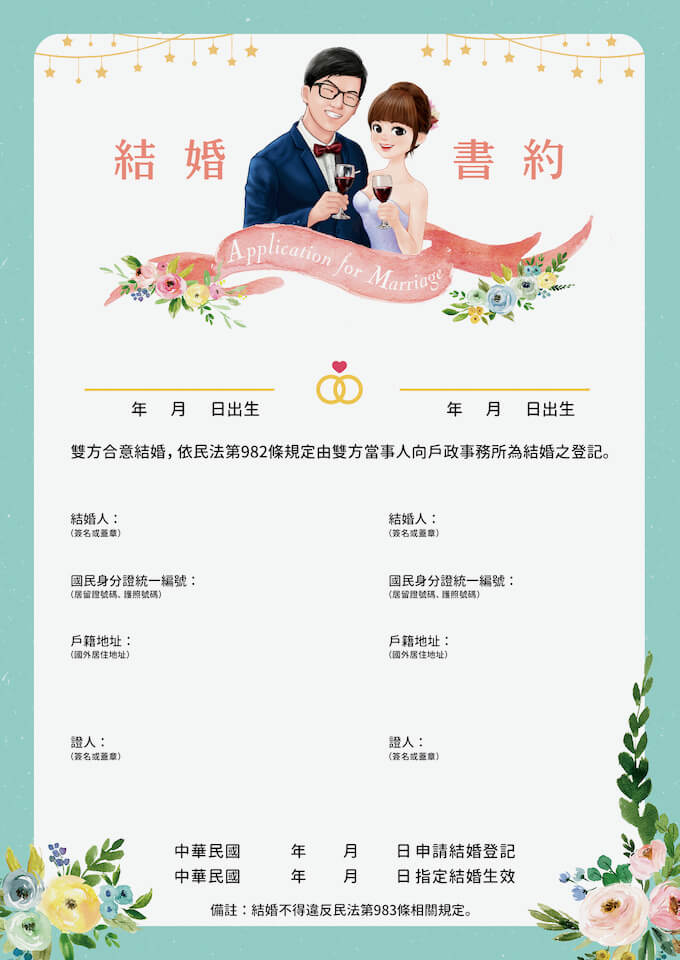 結婚 書約
Application for Marriage
年 月 日出生 年 月 日出生
雙方合意結婚，依民法第982條規定由雙方當事人向戶政事務所為結婚之登記。
結婚人： 結婚人：
(簽名或蓋章) (簽名或蓋章)
國民身分證統一編號： 國民身分證統一編號：
(居留證號碼、護照號碼) (居留證號碼、護照號碼)
戶籍地址： 戶籍地址：
(國外居住地址) (國外居住地址)
證人： 證人：
(簽名或蓋章) (簽名或蓋章)
中華民國 年 月 日申請結婚登記
中華民國 年 月 日指定結婚生效
備註：結婚不得違反民法第983條相關規定。